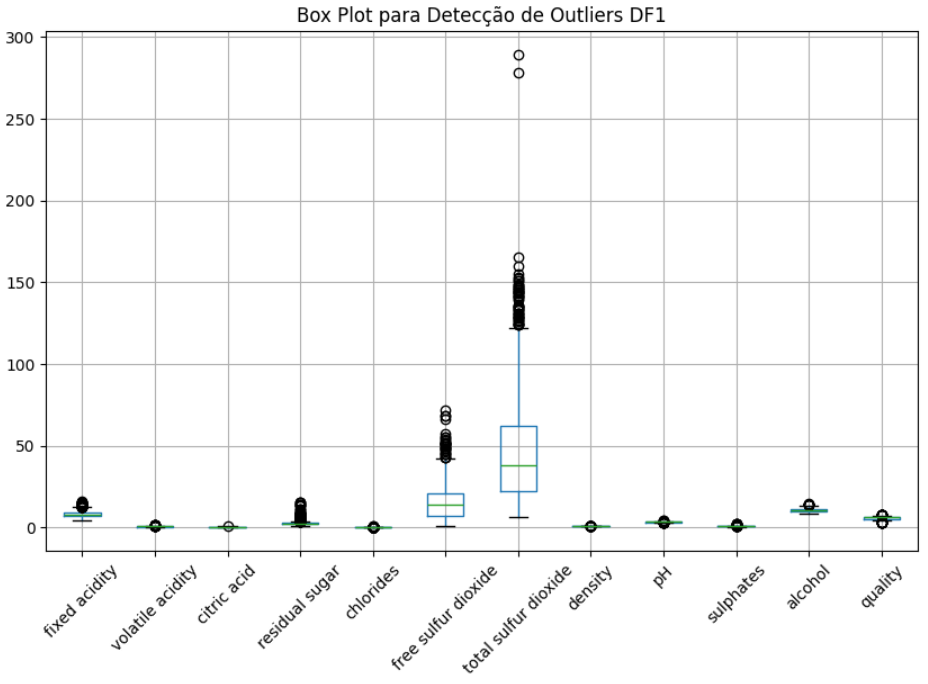 Box Plot para Detecção de Outliers DF1
300
250
200
150
100
50
0
fixed acidity
volatile acidity
citric acid
residual sugar
chlorides
free sulfur dioxide
total sulfur dioxide
density
pH
sulphates
alcohol
quality